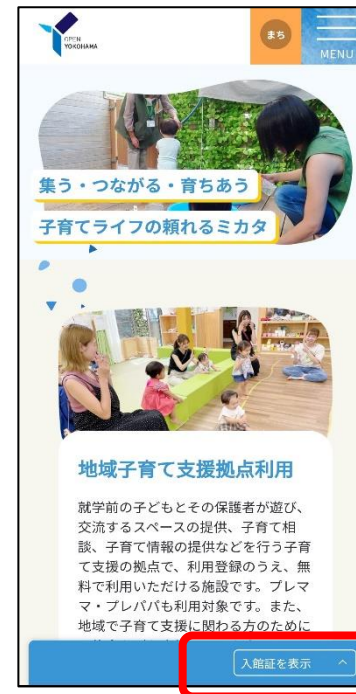 OPEN
YOKOHAMA
まち
MENU
集う・つながる・育ちあう
子育てライフの頼れるミカタ
地域子育て支援拠点利用
就学前の子どもとその保護者が遊び、
交流するスペースの提供、子育て相
談、子育て情報の提供などを行う子育
て支援の拠点で、利用登録のうえ、無
料で利用いただける施設です。プレマ
マ・プレパパも利用対象です。また、
地域で子育て支援に関わる方のために
入館証を表示